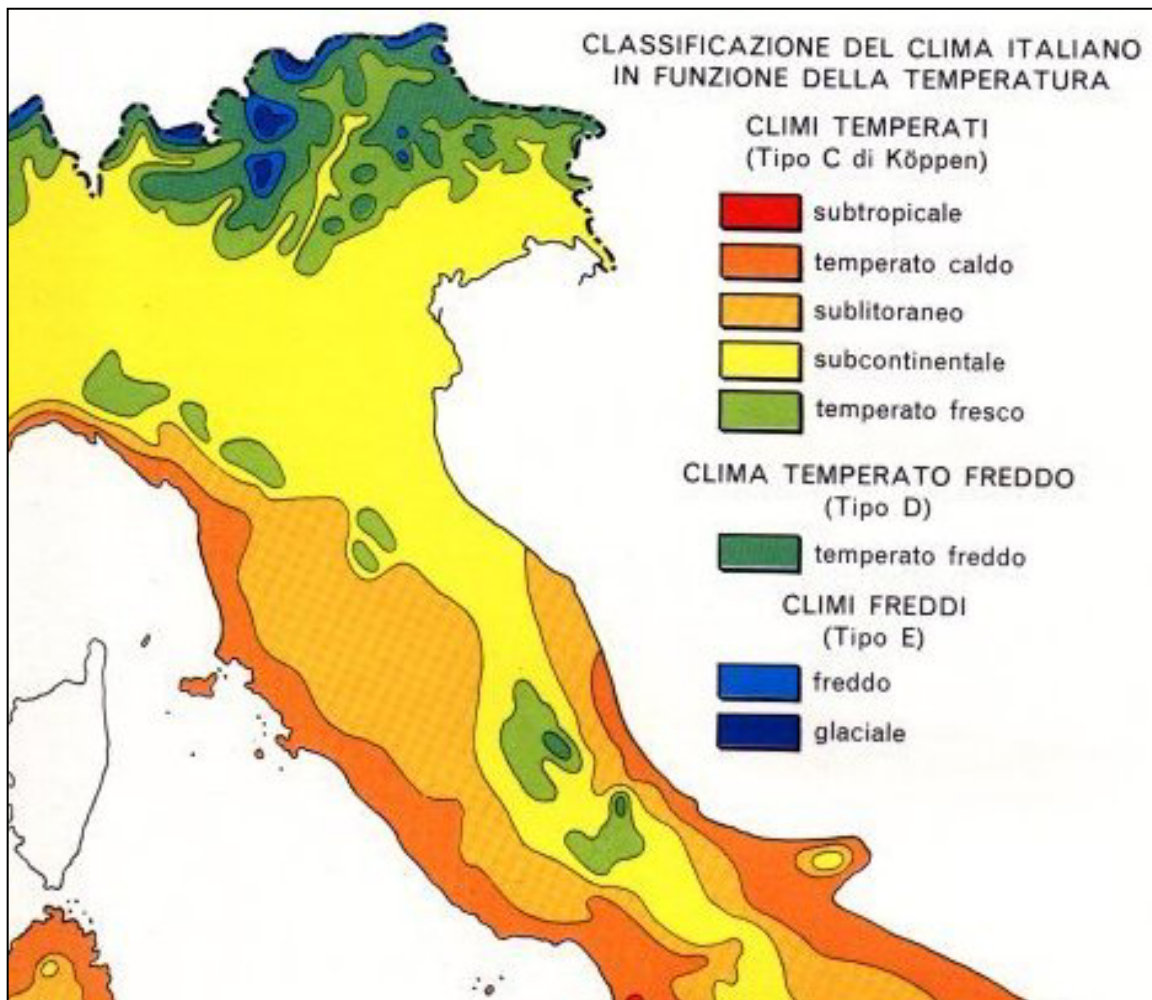 CLASSIFICAZIONE DEL CLIMA ITALIANO
IN FUNZIONE DELLA TEMPERATURA
CLIMI TEMPERATI
(Tipo C di Köppen)
subtropicale
temperato caldo
sublitoraneo
subcontinentale
temperato fresco
CLIMA TEMPERATO FREDDO
(Tipo D)
temperato freddo
CLIMI FREDDI
(Tipo E)
freddo
glaciale